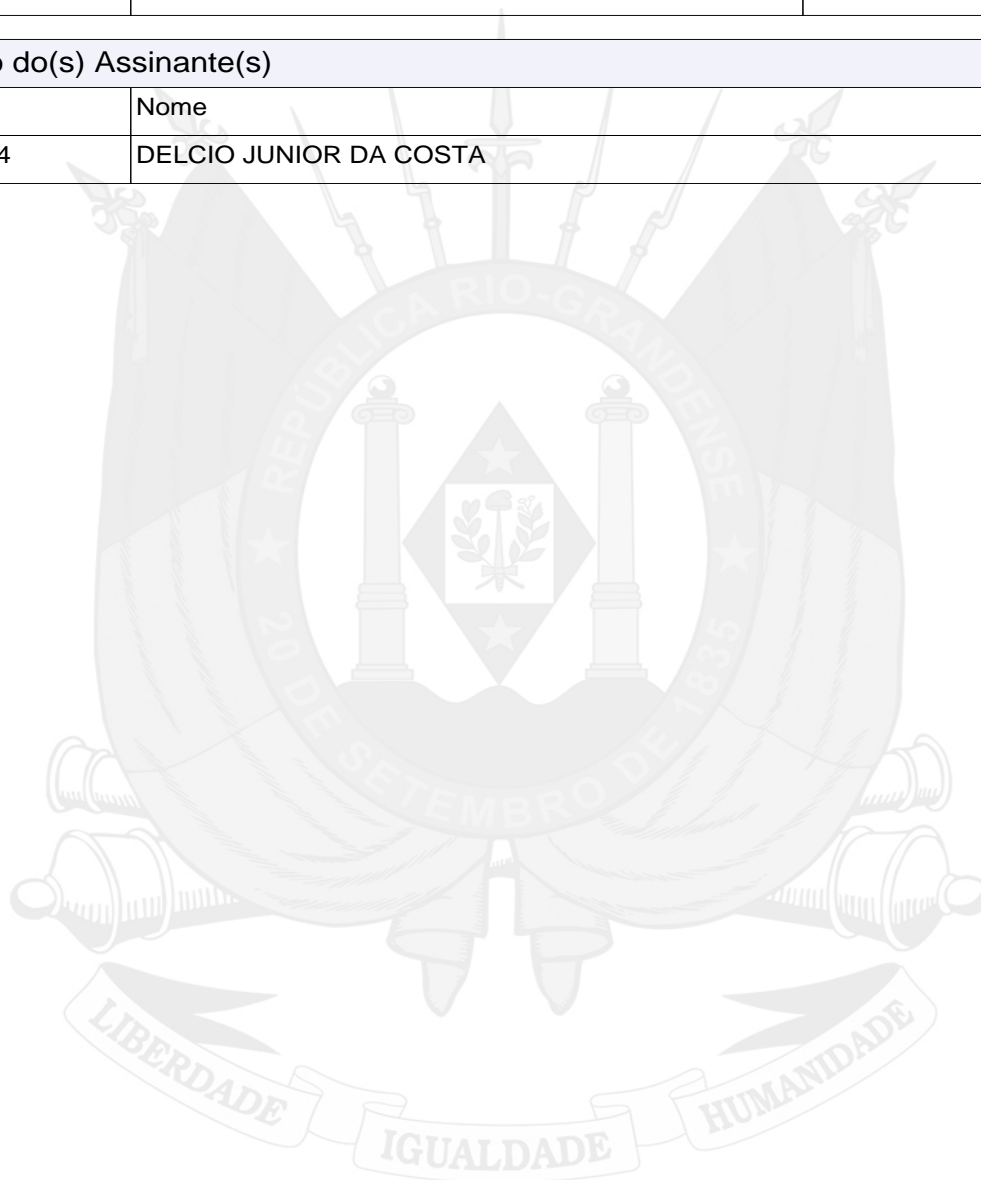 o do(s) Assinante(s)
Nome
4 DELCIO JUNIOR DA COSTA
REPÚBLICA RIO-GRANDENSE
★ 20 DE SETEMBRO DE 1835 ★
LIBERDADE IGUALDADE HUMANIDADE